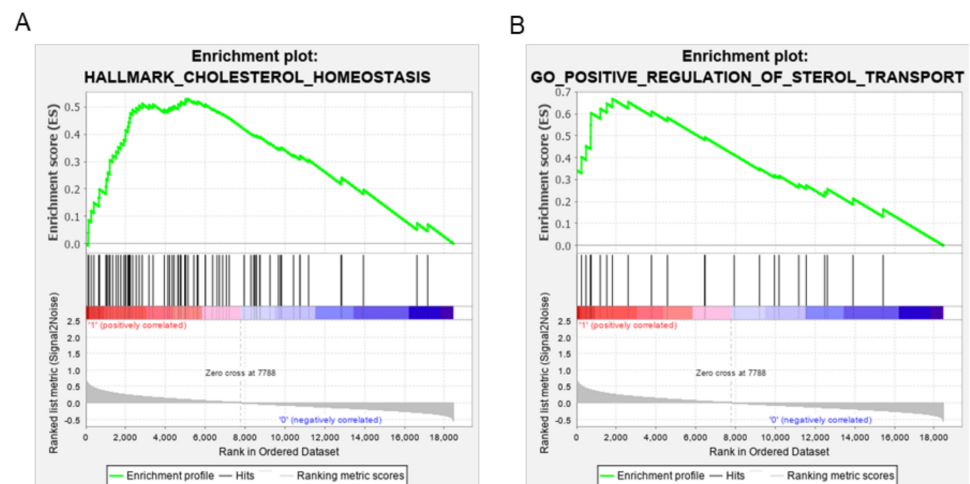 A
Enrichment plot:
HALLMARK_CHOLESTEROL_HOMEOSTASIS
Enrichment score (ES)
0.5
0.4
0.3
0.2
0.1
0.0
'1' (positively correlated)
Ranked list metric (Signal2Noise)
2.5
2.0
1.5
1.0
0.5
0.0
-0.5
Zero cross at 7788
'0' (negatively correlated)
0 2,000 4,000 6,000 8,000 10,000 12,000 14,000 16,000 18,000
Rank in Ordered Dataset
Enrichment profile Hits Ranking metric scores
B
Enrichment plot:
GO_POSITIVE_REGULATION_OF_STEROL_TRANSPORT
Enrichment score (ES)
0.7
0.6
0.5
0.4
0.3
0.2
0.1
0.0
'1' (positively correlated)
Ranked list metric (Signal2Noise)
2.5
2.0
1.5
1.0
0.5
0.0
-0.5
Zero cross at 7788
'0' (negatively correlated)
0 2,000 4,000 6,000 8,000 10,000 12,000 14,000 16,000 18,000
Rank in Ordered Dataset
Enrichment profile Hits Ranking metric scores